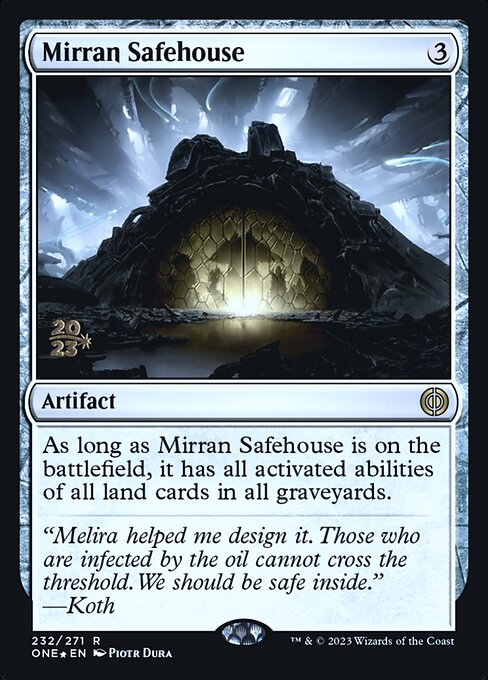 Mirran Safehouse 3
20
23
Artifact
As long as Mirran Safehouse is on the
battlefield, it has all activated abilities
of all land cards in all graveyards.
“Melira helped me design it. Those who
are infected by the oil cannot cross the
threshold. We should be safe inside.”
—Koth
232/271 R
ONE★EN Piotr Dura
™ & © 2023 Wizards of the Coast